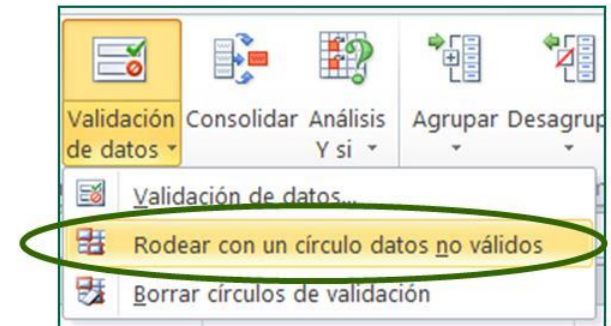 Validación Consolidar Análisis Agrupar Desagrup
de datos Y si
Validación de datos...
Rodear con un círculo datos no válidos
Borrar círculos de validación